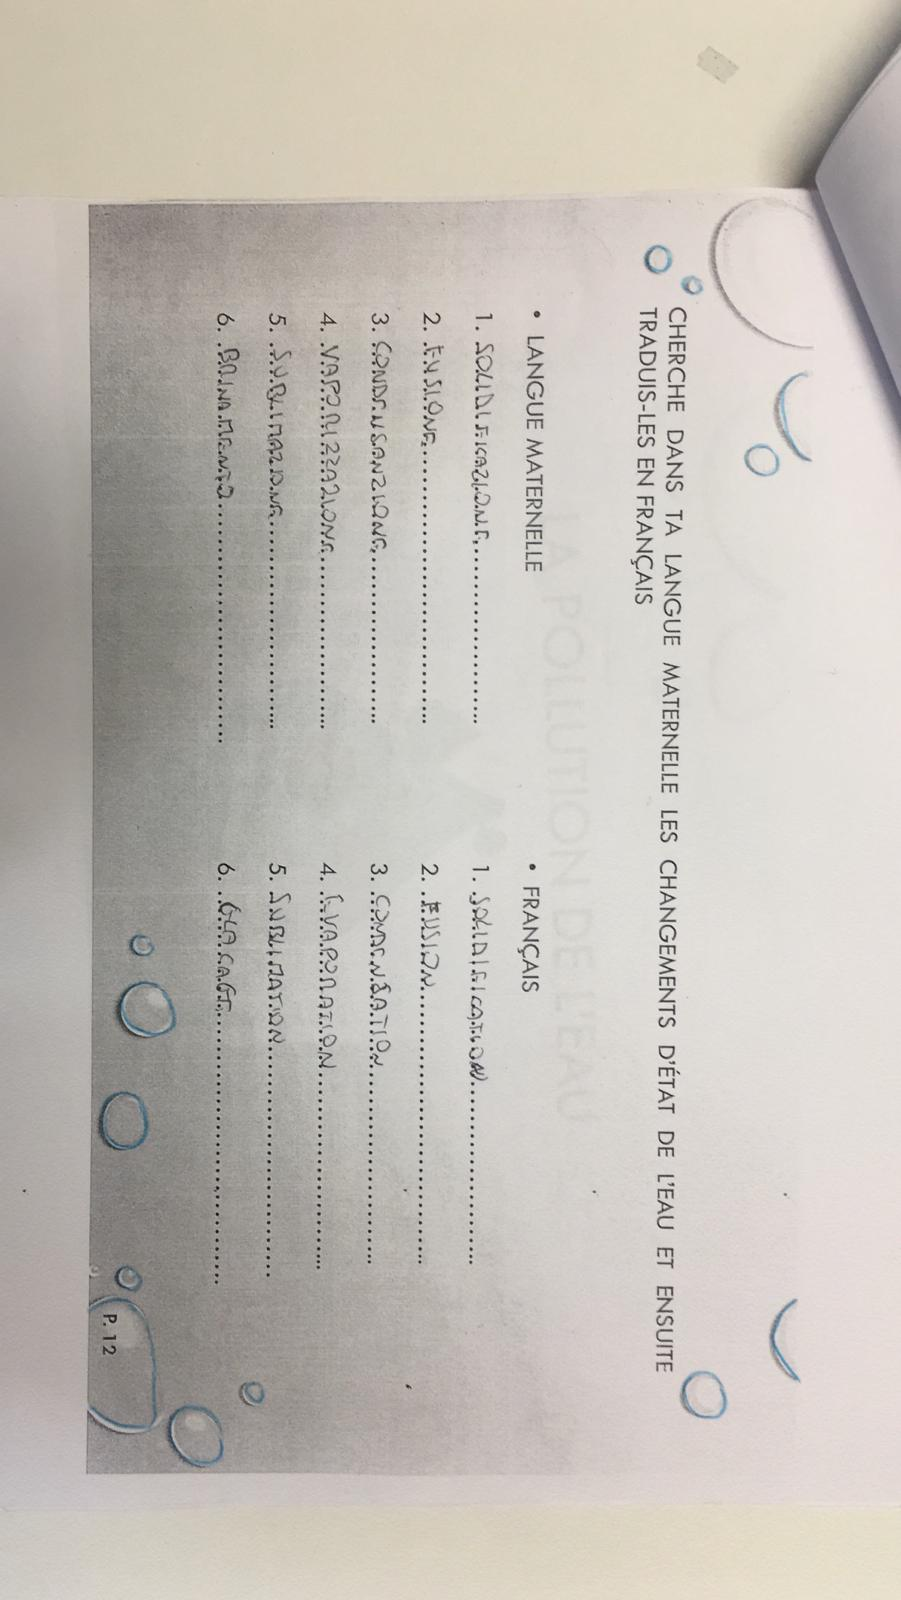 CHERCHE DANS TA LANGUE MATERNELLE LES CHANGEMENTS D'ÉTAT DE L'EAU ET ENSUITE
TRADUIS-LES EN FRANÇAIS
• LANGUE MATERNELLE
1. SOLIDIFICAZIONE
2. FUSIONE
3. CONDENSANZIONE
4. VAPORIZZAZIONE
5. SUBLIMAZIONE
6. BRINAMENTO
• FRANÇAIS
1. SOLIDIFICATION
2. FUSION
3. CONDENSATION
4. EVAPORATION
5. SUBLIMATION
6. GLAÇAGE
P. 12
LA POLLUTION DE L'EAU